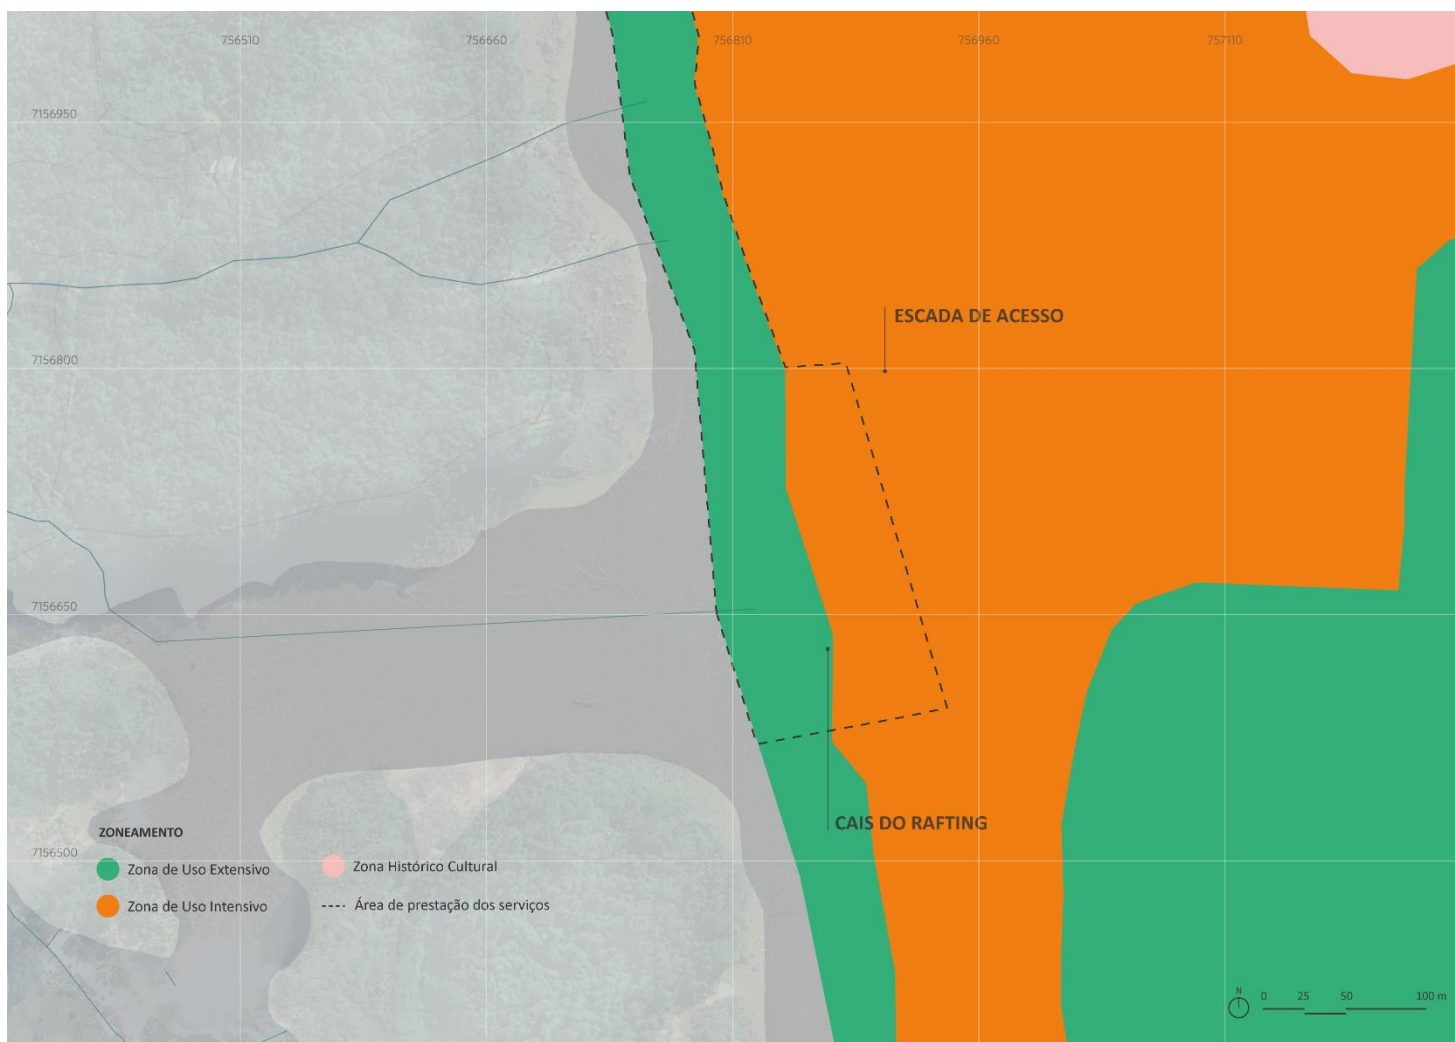 756510
756660
756810
756960
757110
7156950
ESCADA DE ACESSO
7156800
7156650
CAIS DO RAFTING
ZONEAMENTO
7156500
Zona de Uso Extensivo
Zona Histórico Cultural
Zona de Uso Intensivo
Área de prestação dos serviços
N
0 25 50 100 m